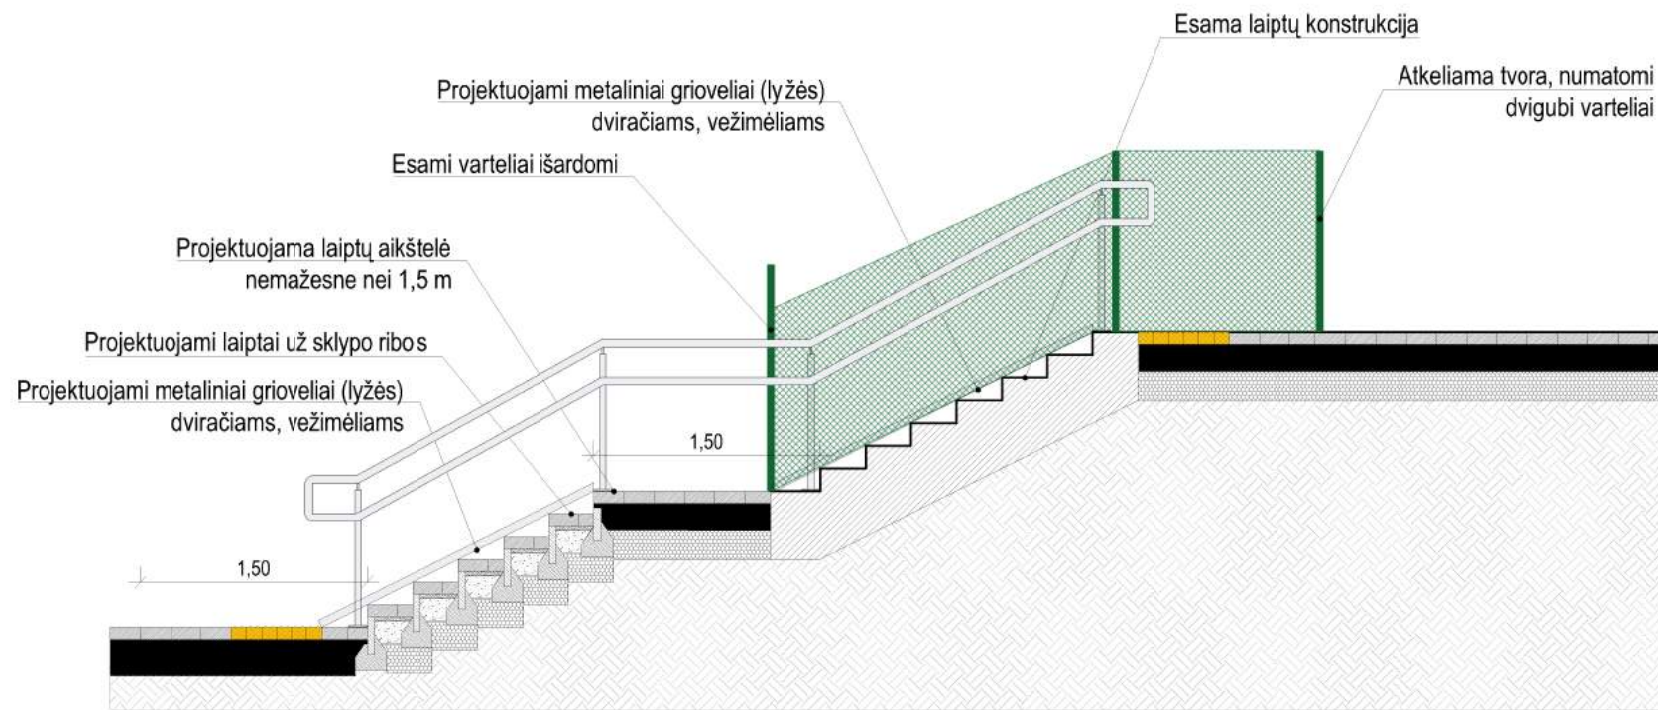 Esama laiptų konstrukcija
Atkeliama tvora, numatomi
dvigubi varteliai
Projektuojami metaliniai grioveliai (lyžės)
dviračiams, vežimėliams
Esami varteliai išardomi
Projektuojama laiptų aikštelė
nemažesne nei 1,5 m
Projektuojami laiptai už sklypo ribos
Projektuojami metaliniai grioveliai (lyžės)
dviračiams, vežimėliams
1,50
1,50